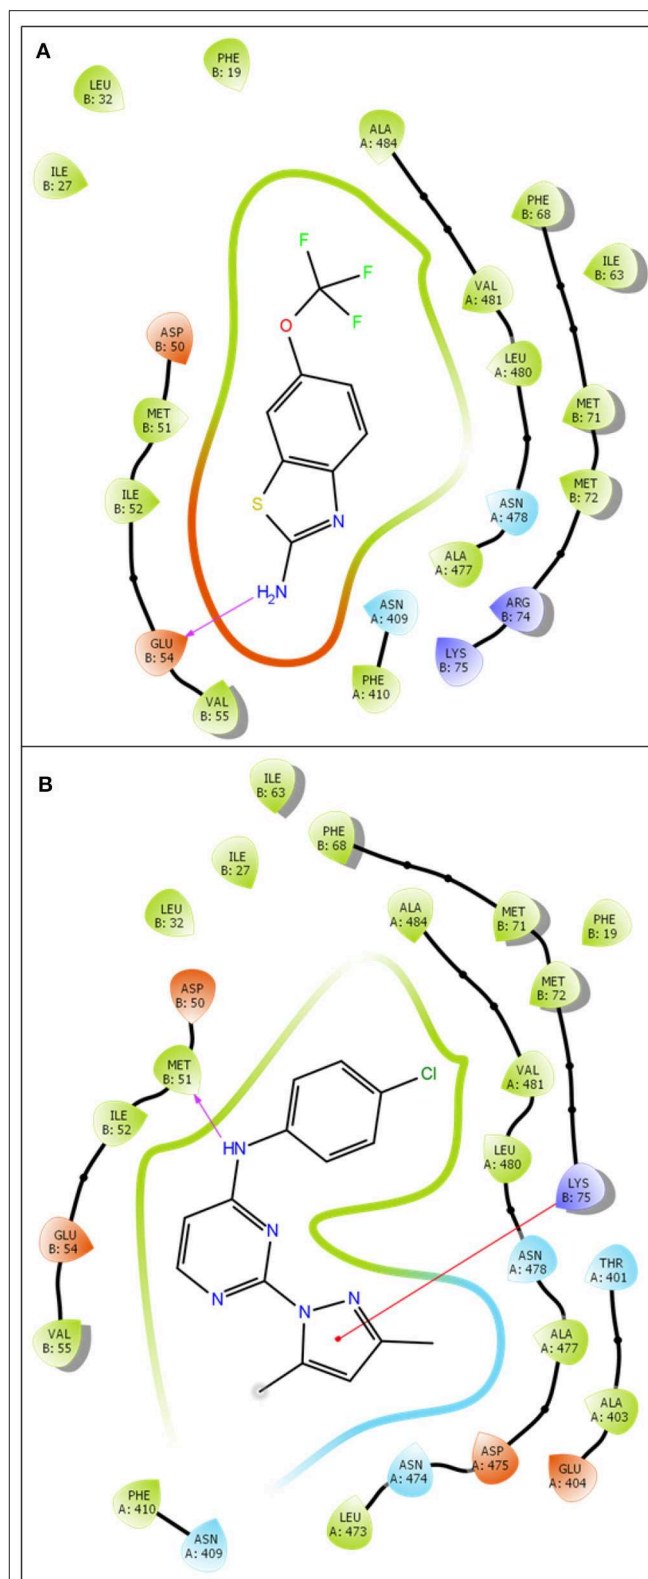 A
PHE
B: 19
LEU
B: 32
ILE
B: 27
ALA
A: 484
PHE
B: 68
ILE
B: 63
F
F
F
O
VAL
A: 481
ASP
B: 50
LEU
A: 480
MET
B: 51
MET
B: 71
ILE
B: 52
MET
B: 72
S
N
ASN
A: 478
ALA
A: 477
H2N
ASN
A: 409
ARG
B: 74
GLU
B: 54
LYS
B: 75
PHE
A: 410
VAL
B: 55
B
ILE
B: 63
PHE
B: 68
ILE
B: 27
LEU
B: 32
ALA
A: 484
MET
B: 71
PHE
B: 19
ASP
B: 50
MET
B: 72
MET
B: 51
Cl
VAL
A: 481
ILE
B: 52
HN
LEU
A: 480
LYS
B: 75
GLU
B: 54
N
ASN
A: 478
THR
A: 401
N
N
N
VAL
B: 55
ALA
A: 477
ALA
A: 403
ASP
A: 475
ASN
A: 474
GLU
A: 404
PHE
A: 410
LEU
A: 473
ASN
A: 409